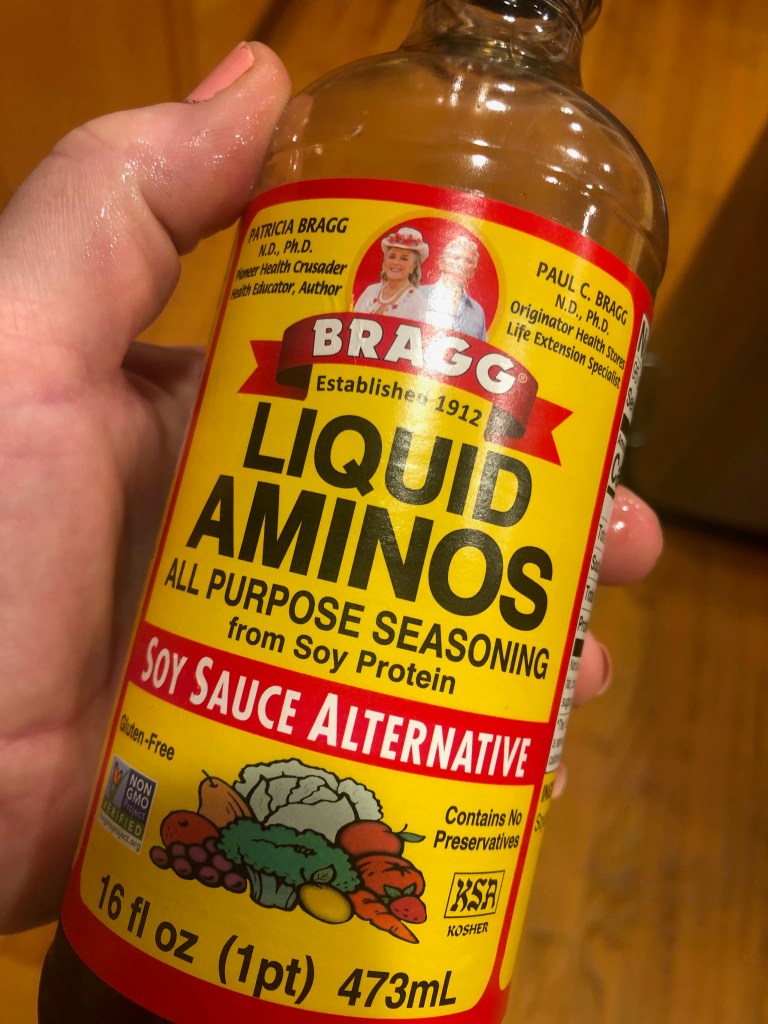 PATRICIA BRAGG
N.D., Ph.D.
Pioneer Health Crusader
Health Educator, Author
PAUL C. BRAGG
N.D., Ph.D.
Originator Health Stores
Life Extension Specialist
BRAGG®
Established 1912
LIQUID
AMINOS
ALL PURPOSE SEASONING
from Soy Protein
SOY SAUCE ALTERNATIVE
Gluten-Free
NON
GMO
Project
VERIFIED
Contains No
Preservatives
KSA
KOSHER
16 fl oz (1pt) 473mL